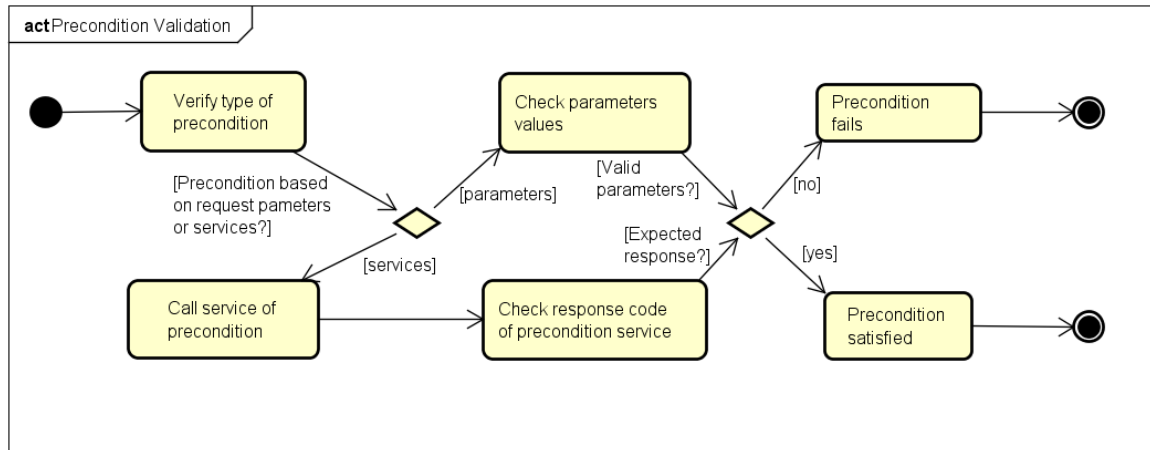 act Precondition Validation
Verify type of
precondition
[Precondition based
on request pameters
or services?]
[parameters]
[services]
Check parameters
values
[Valid
parameters?]
Call service of
precondition
Check response code
of precondition service
[Expected
response?]
[no]
[yes]
Precondition
fails
Precondition
satisfied